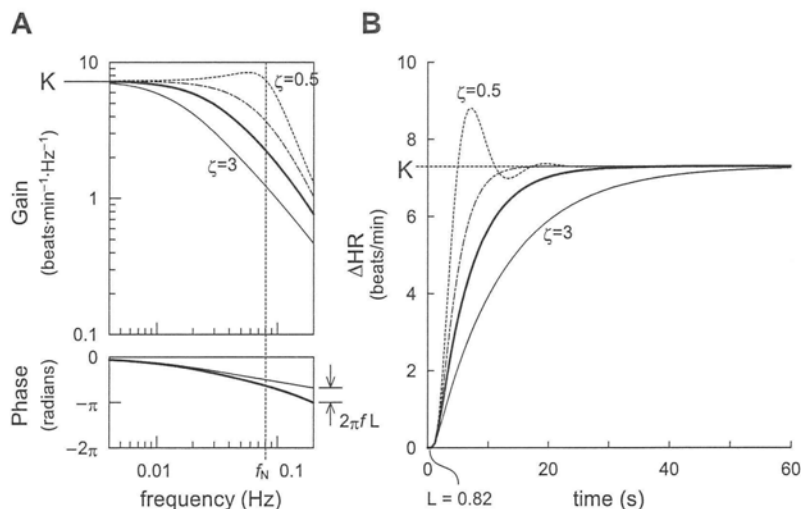 A
Gain
(beats·min⁻¹·Hz⁻¹)
K
10
1
0.1
ζ=0.5
ζ=3
Phase
(radians)
0
−π
−2π
2πf L
0.01
fN
0.1
frequency (Hz)
B
ΔHR
(beats/min)
10
8
K
6
4
2
0
ζ=0.5
ζ=3
0
20
40
60
L = 0.82
time (s)